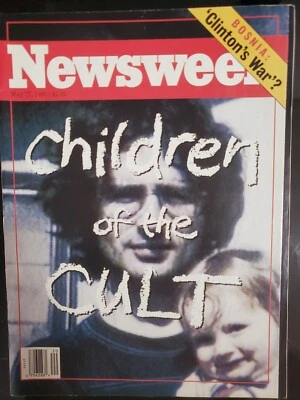 BOSNIA:
'Clinton's War'?
Newsweek
children
of the
CULT